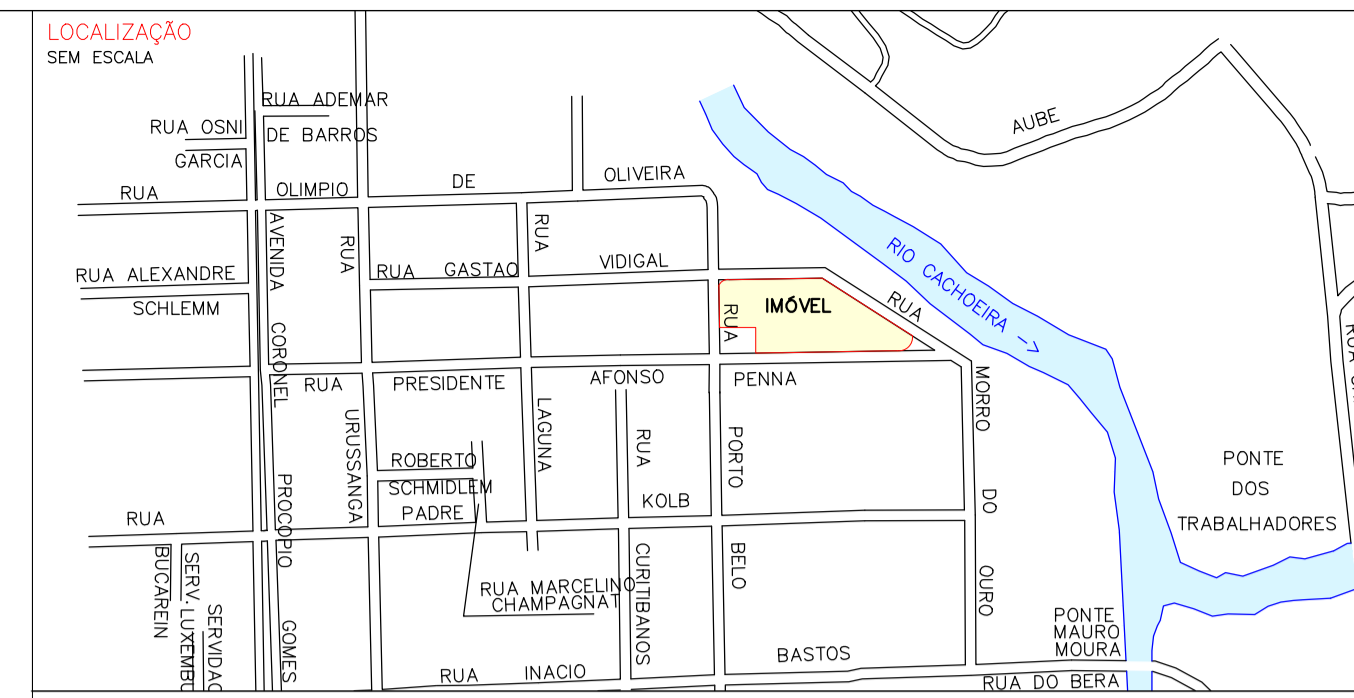 LOCALIZAÇÃO
SEM ESCALA
RUA ADEMAR
DE BARROS
RUA OSNI
GARCIA
AUBE
RUA OLIMPIO DE OLIVEIRA
RUA ALEXANDRE
SCHLEMM
RUA GASTAO VIDIGAL
IMÓVEL
RIO CACHOEIRA ->
RUA PRESIDENTE AFONSO PENNA
AVENIDA CORONEL PROCOPIO GOMES
RUA URUSSANGA
RUA LAGUNA
RUA CURITIBANOS
RUA PORTO BELO
RUA MORRO DO OURO
ROBERTO
SCHMIDLEM
RUA PADRE KOLB
RUA MARCELINO
CHAMPAGNAT
BUCAREIN
SERV. LUXEMBU
SERVIDAO
RUA INACIO BASTOS
PONTE
DOS
TRABALHADORES
PONTE
MAURO
MOURA
RUA DO BERA
RUA